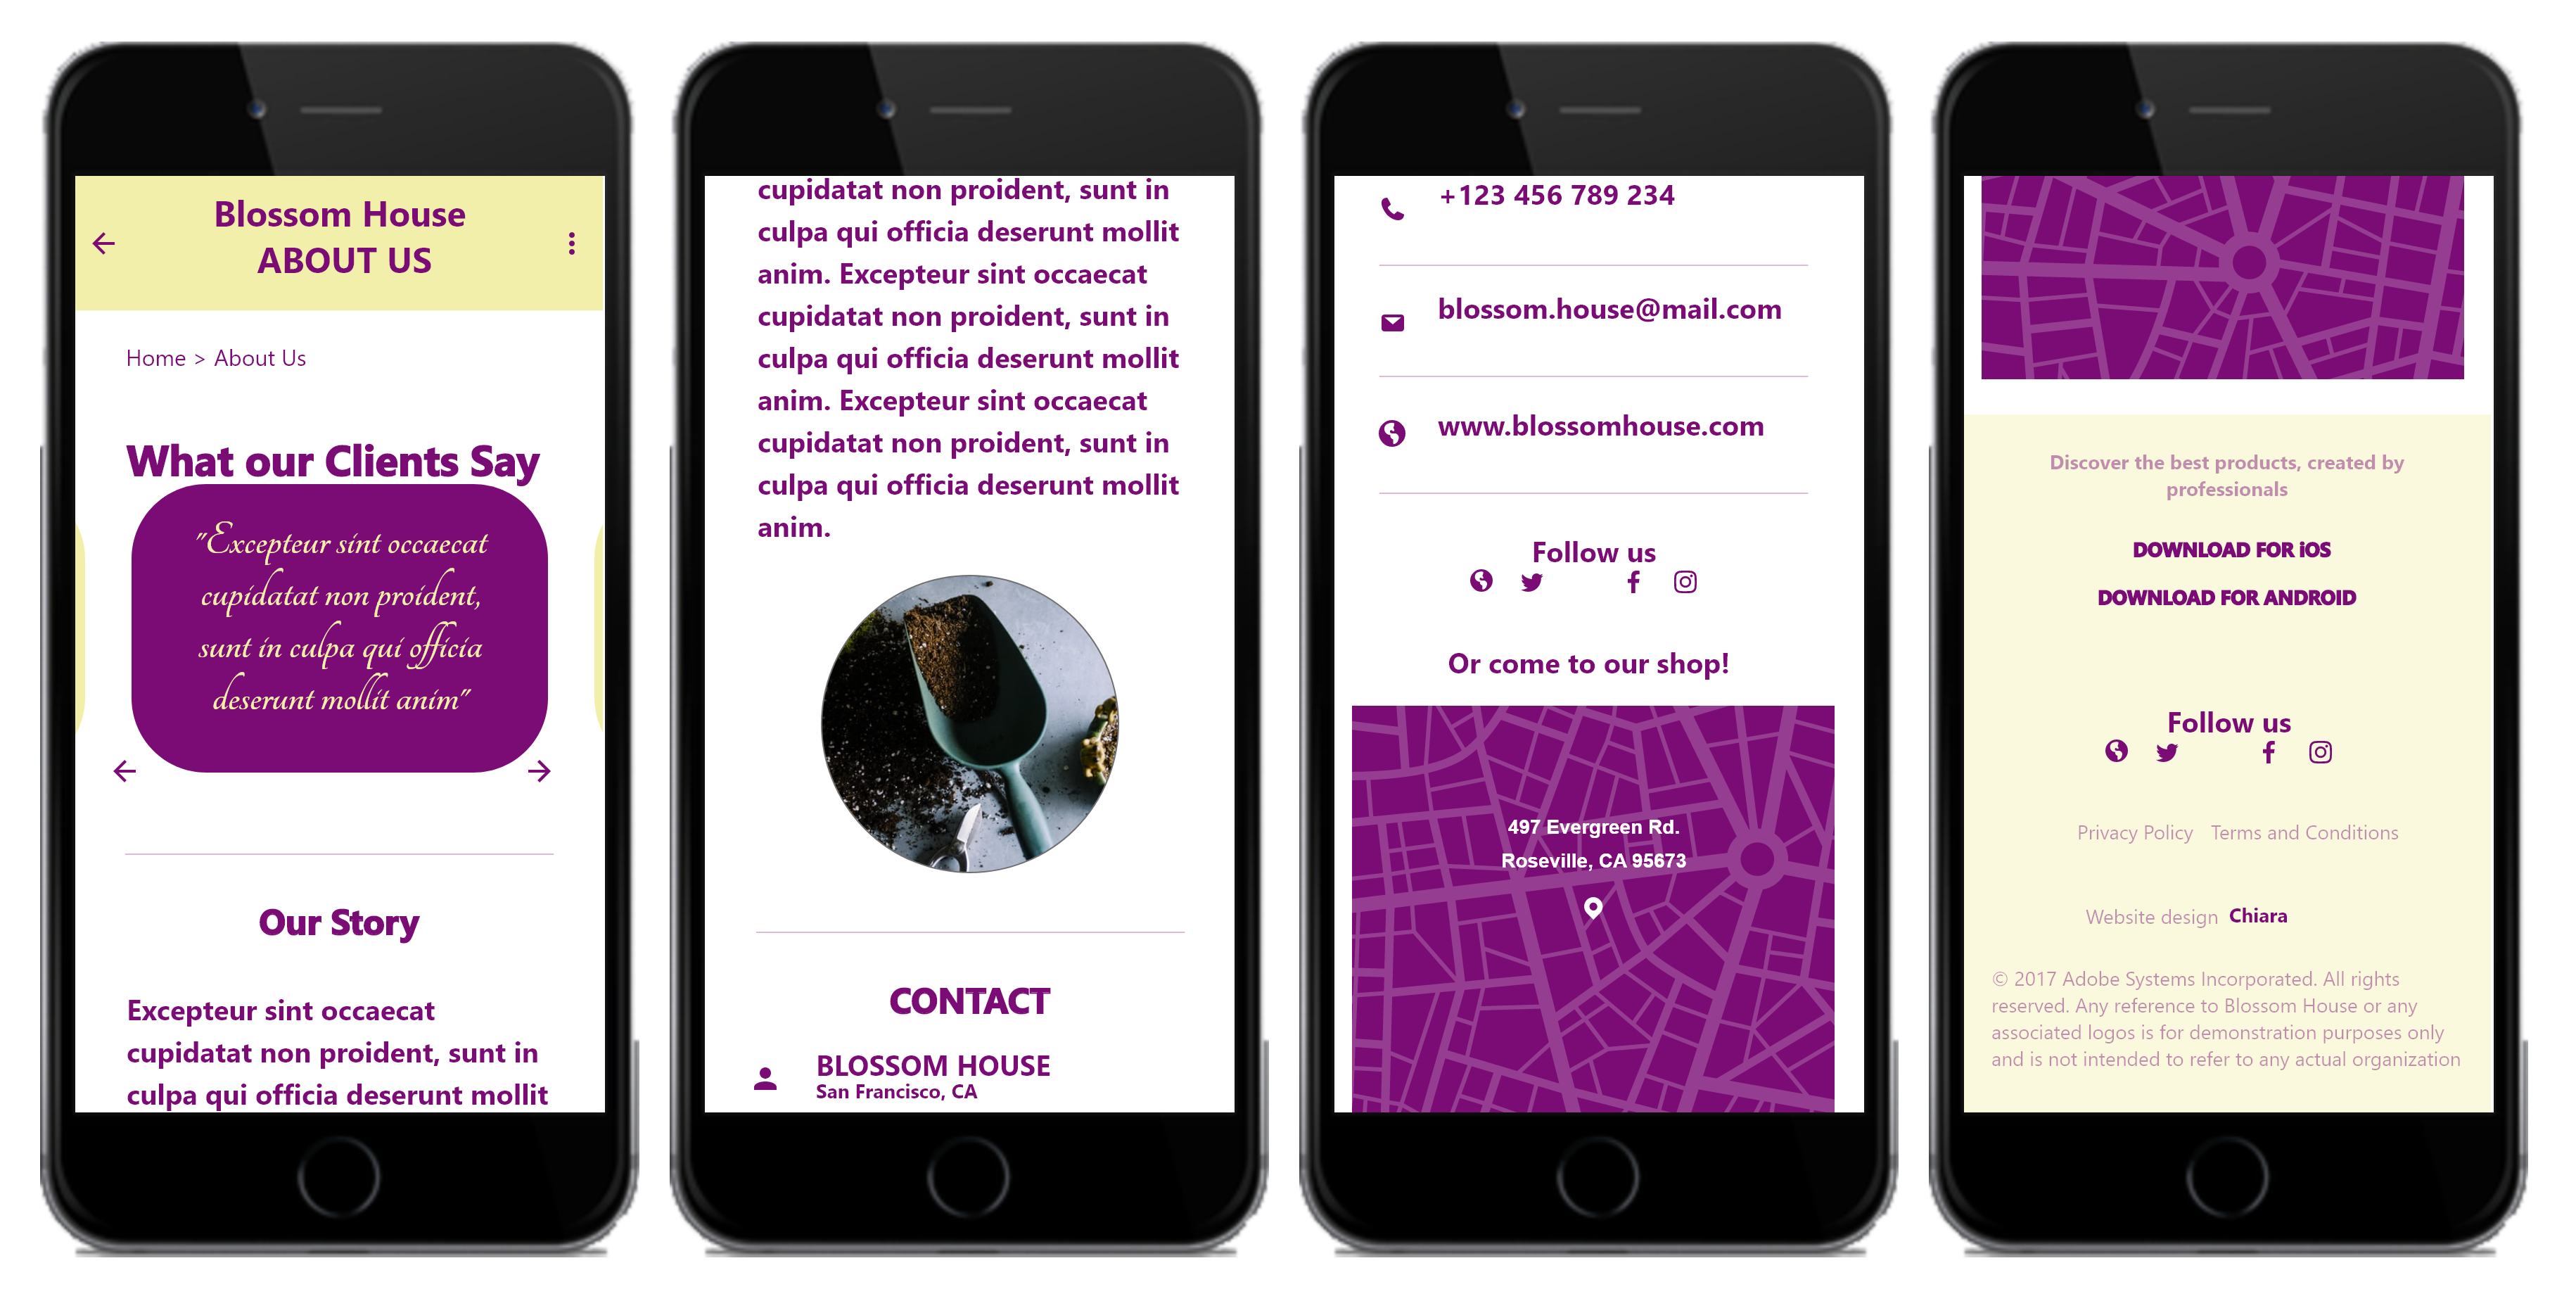 Blossom House
ABOUT US
Home > About Us
What our Clients Say
"Excepteur sint occaecat
cupidatat non proident,
sunt in culpa qui officia
deserunt mollit anim"
Our Story
Excepteur sint occaecat
cupidatat non proident, sunt in
culpa qui officia deserunt mollit
cupidatat non proident, sunt in
culpa qui officia deserunt mollit
anim. Excepteur sint occaecat
cupidatat non proident, sunt in
culpa qui officia deserunt mollit
anim. Excepteur sint occaecat
cupidatat non proident, sunt in
culpa qui officia deserunt mollit
anim.
CONTACT
BLOSSOM HOUSE
San Francisco, CA
+123 456 789 234
blossom.house@mail.com
www.blossomhouse.com
Follow us
Or come to our shop!
497 Evergreen Rd.
Roseville, CA 95673
Discover the best products, created by
professionals
DOWNLOAD FOR iOS
DOWNLOAD FOR ANDROID
Follow us
Privacy Policy Terms and Conditions
Website design Chiara
© 2017 Adobe Systems Incorporated. All rights
reserved. Any reference to Blossom House or any
associated logos is for demonstration purposes only
and is not intended to refer to any actual organization